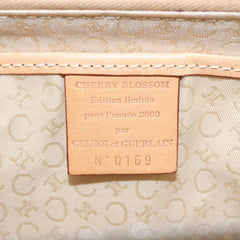 CHERRY BLOSSOM
Edition limitée
pour l'année 2000
par
CELINE et GUERLAIN
N° 0169